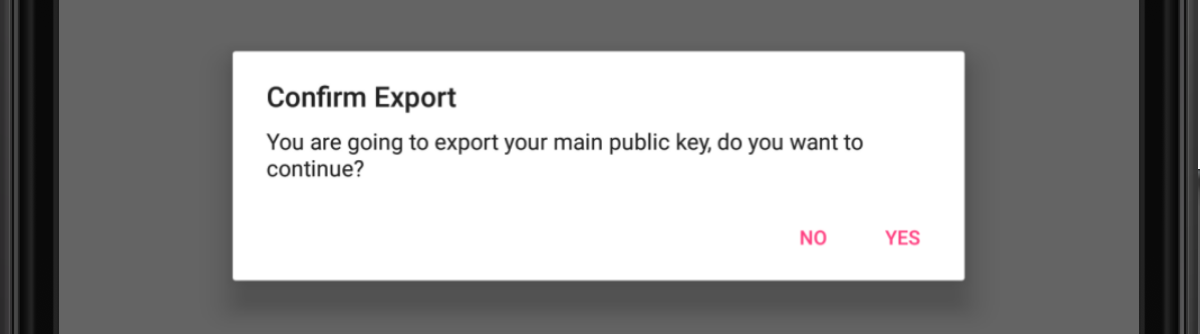 Confirm Export
You are going to export your main public key, do you want to
continue?
NO YES